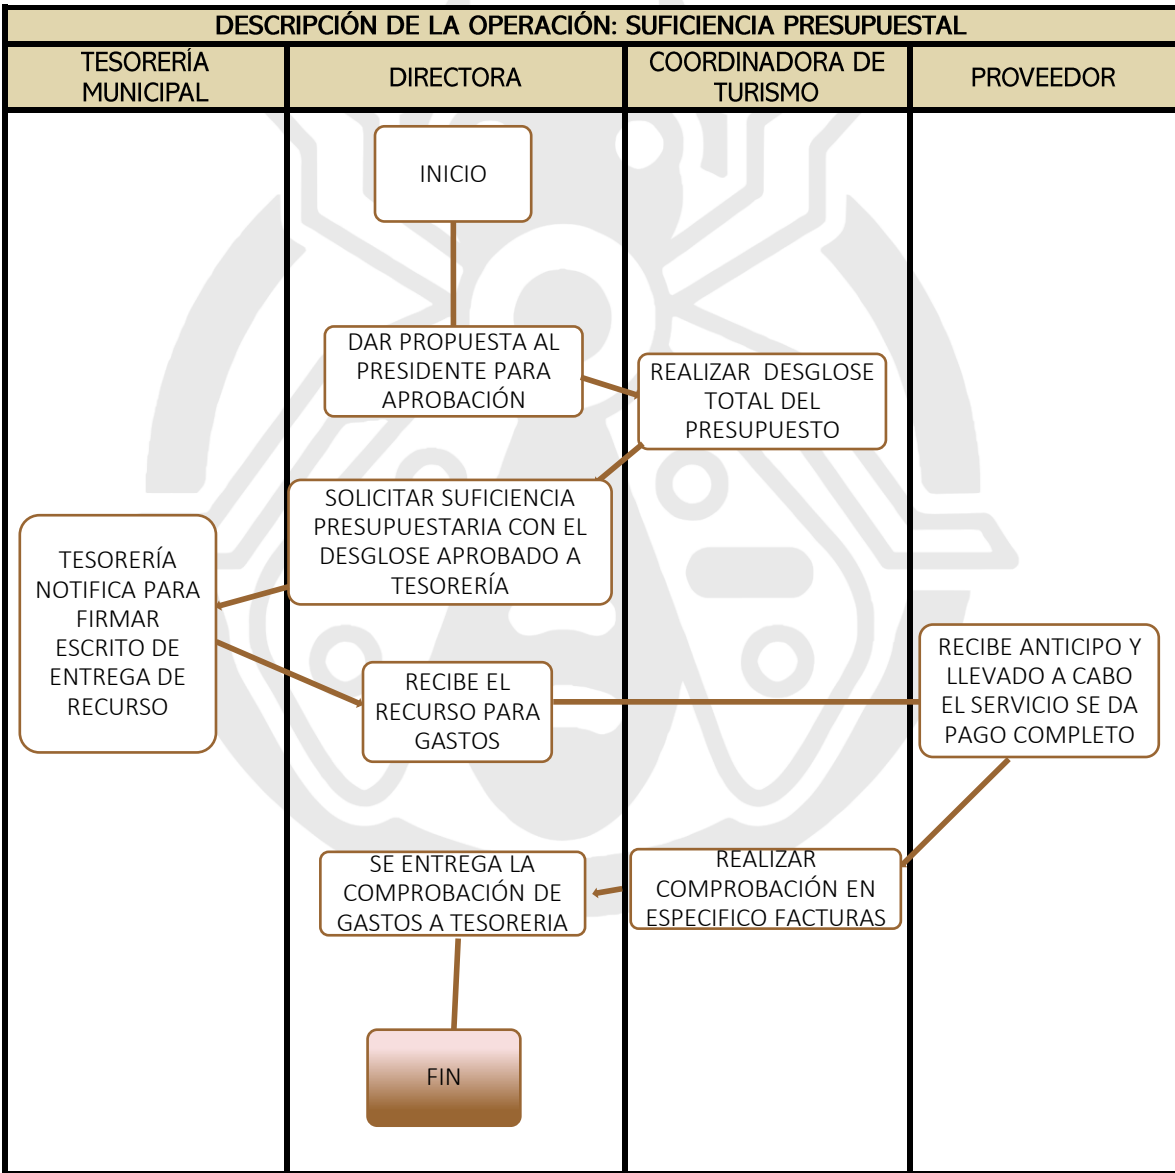 DESCRIPCIÓN DE LA OPERACIÓN: SUFICIENCIA PRESUPUESTAL
TESORERÍA
MUNICIPAL
DIRECTORA
COORDINADORA DE
TURISMO
PROVEEDOR
INICIO
DAR PROPUESTA AL
PRESIDENTE PARA
APROBACIÓN
REALIZAR DESGLOSE
TOTAL DEL
PRESUPUESTO
SOLICITAR SUFICIENCIA
PRESUPUESTARIA CON EL
DESGLOSE APROBADO A
TESORERÍA
TESORERÍA
NOTIFICA PARA
FIRMAR
ESCRITO DE
ENTREGA DE
RECURSO
RECIBE EL
RECURSO PARA
GASTOS
RECIBE ANTICIPO Y
LLEVADO A CABO
EL SERVICIO SE DA
PAGO COMPLETO
REALIZAR
COMPROBACIÓN EN
ESPECIFICO FACTURAS
SE ENTREGA LA
COMPROBACIÓN DE
GASTOS A TESORERIA
FIN